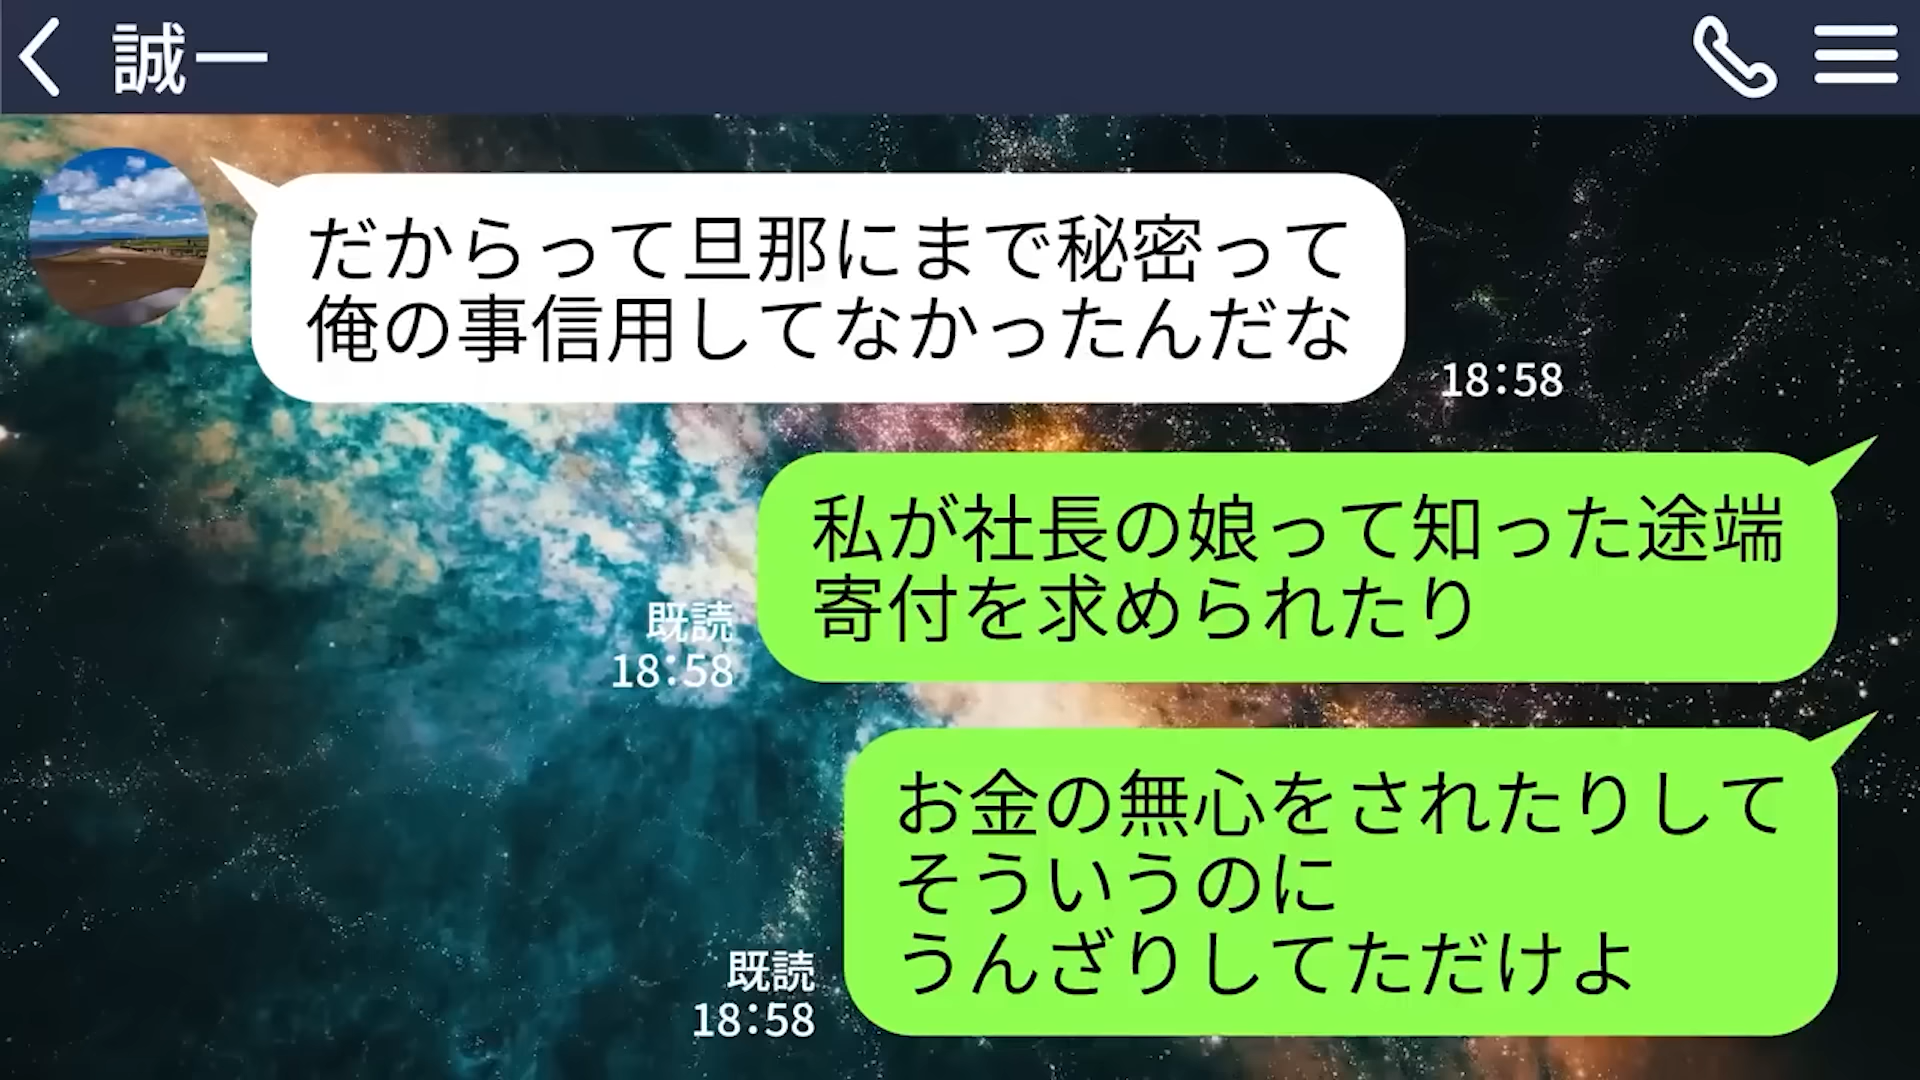 誠一
だからって旦那にまで秘密って
俺の事信用してなかったんだな
18:58
私が社長の娘って知った途端
寄付を求められたり
既読
18:58
お金の無心をされたりして
そういうのに
うんざりしてただけよ
既読
18:58